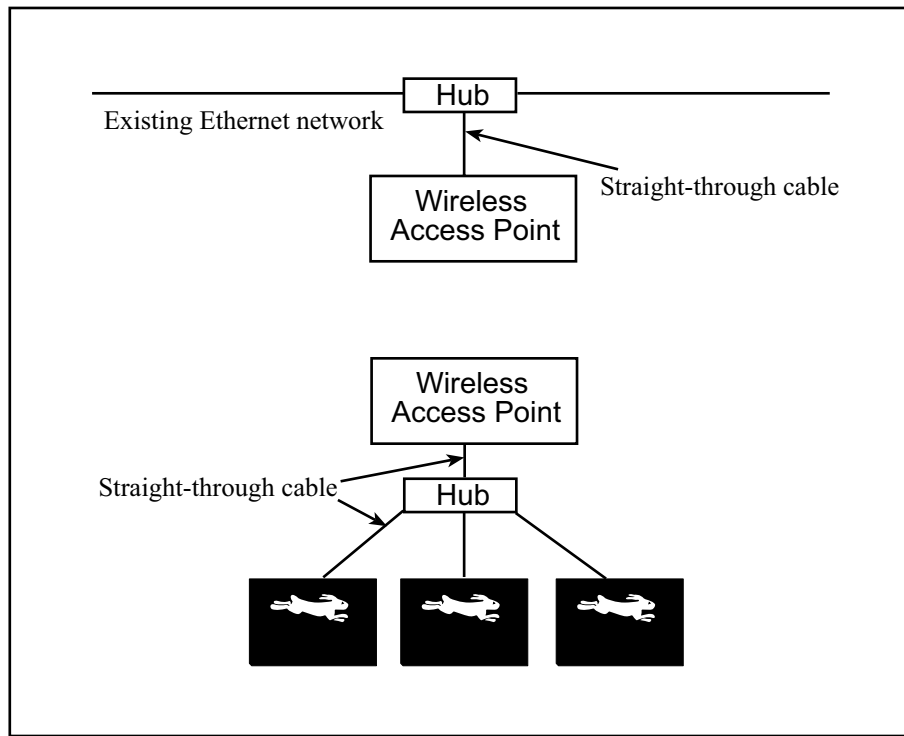 Hub
Existing Ethernet network
Straight-through cable
Wireless
Access Point
Wireless
Access Point
Straight-through cable
Hub